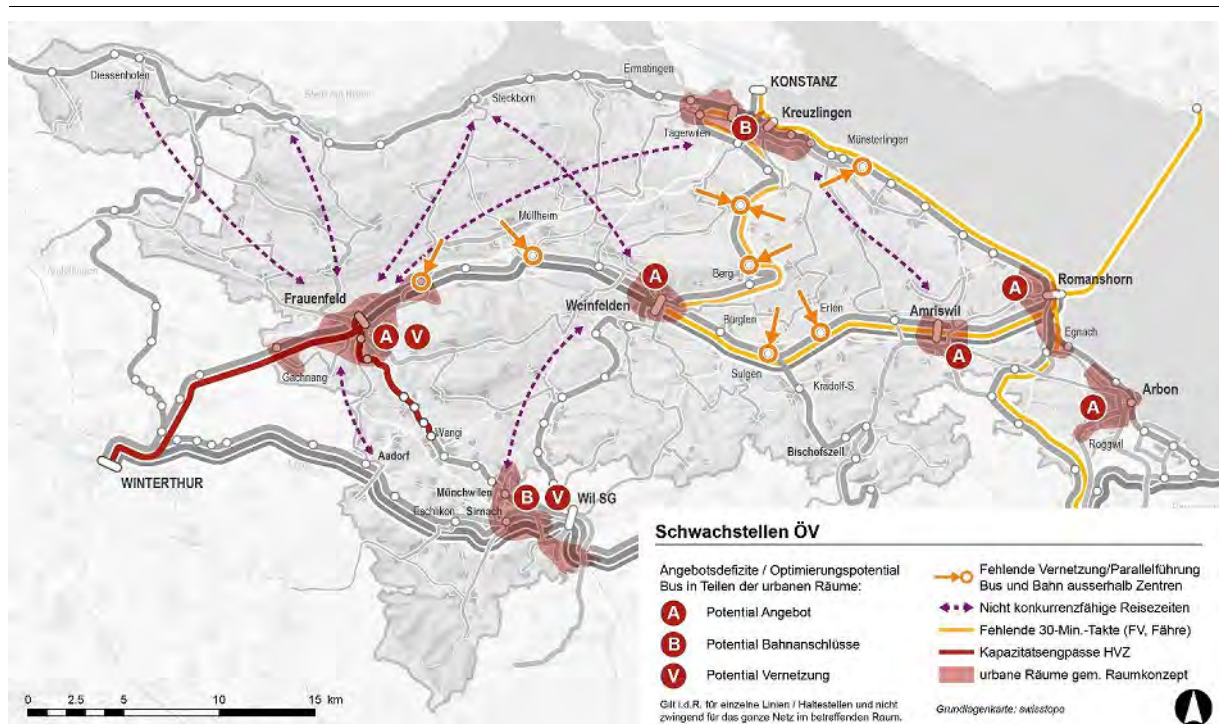 Diessenhofen
Stein am Rhein
Steckborn
Ermatingen
KONSTANZ
Kreuzlingen
B
Tägerwilen
Münsterlingen
Müllheim
Frauenfeld
A V
Gachnang
Wängi
WINTERTHUR
Aadorf
Weinfelden
A
Berg
Bürglen
Erlen
Sulgen
Kradolf-S.
Amriswil
A
Romanshorn
A
Egnach
Arbon
A
Roggwil
Bischofszell
Münchwilen
B V
Wil SG
Eschlikon
Sirnach
0 2.5 5 10 15 km
Schwachstellen ÖV
Angebotsdefizite / Optimierungspotential
Bus in Teilen der urbanen Räume:
A Potential Angebot
B Potential Bahnanschlüsse
V Potential Vernetzung
Gilt i.d.R. für einzelne Linien / Haltestellen und nicht
zwingend für das ganze Netz im betreffenden Raum.
Fehlende Vernetzung/Parallelführung
Bus und Bahn ausserhalb Zentren
Nicht konkurrenzfähige Reisezeiten
Fehlende 30-Min.-Takte (FV, Fähre)
Kapazitätsengpässe HVZ
urbane Räume gem. Raumkonzept
Grundlagenkarte: swisstopo